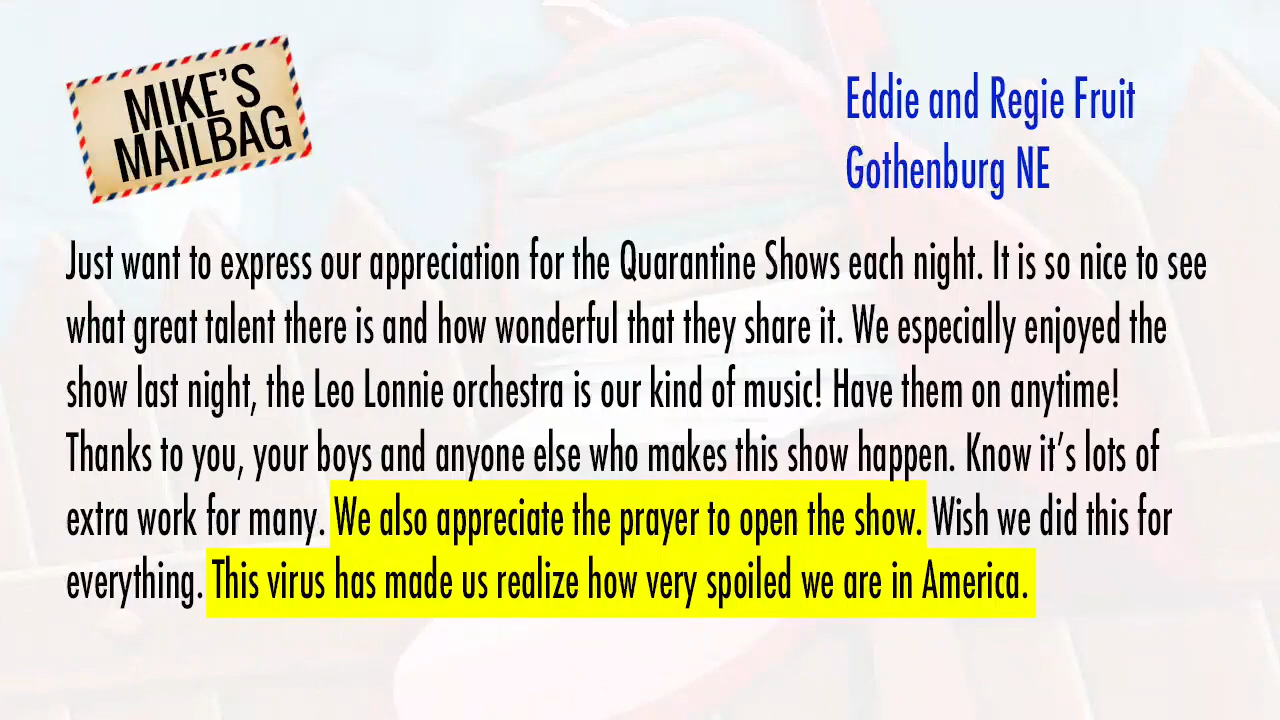 MIKE'S
MAILBAG
Eddie and Regie Fruit
Gothenburg NE
Just want to express our appreciation for the Quarantine Shows each night. It is so nice to see
what great talent there is and how wonderful that they share it. We especially enjoyed the
show last night, the Leo Lonnie orchestra is our kind of music! Have them on anytime!
Thanks to you, your boys and anyone else who makes this show happen. Know it’s lots of
extra work for many. We also appreciate the prayer to open the show. Wish we did this for
everything. This virus has made us realize how very spoiled we are in America.